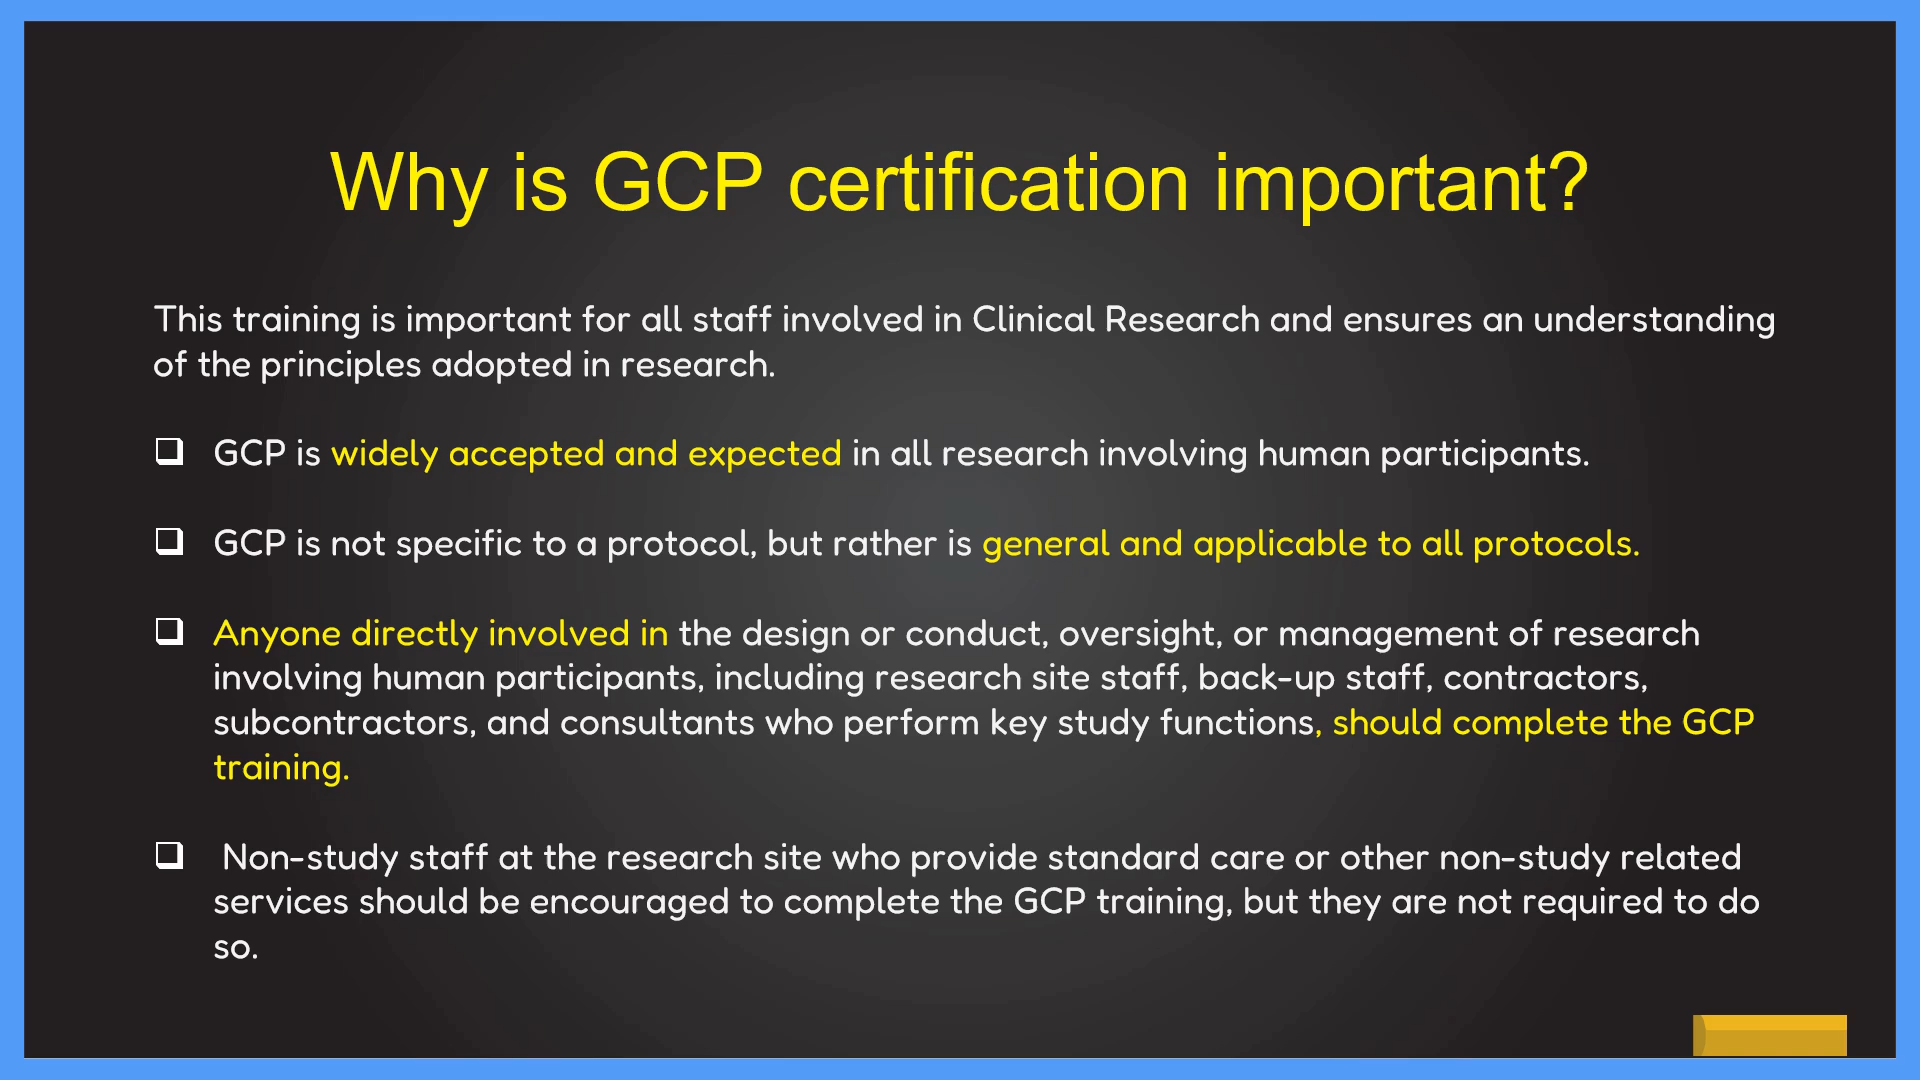 Why is GCP certification important?
This training is important for all staff involved in Clinical Research and ensures an understanding
of the principles adopted in research.
❑ GCP is widely accepted and expected in all research involving human participants.
❑ GCP is not specific to a protocol, but rather is general and applicable to all protocols.
❑ Anyone directly involved in the design or conduct, oversight, or management of research
involving human participants, including research site staff, back-up staff, contractors,
subcontractors, and consultants who perform key study functions, should complete the GCP
training.
❑ Non-study staff at the research site who provide standard care or other non-study related
services should be encouraged to complete the GCP training, but they are not required to do
so.